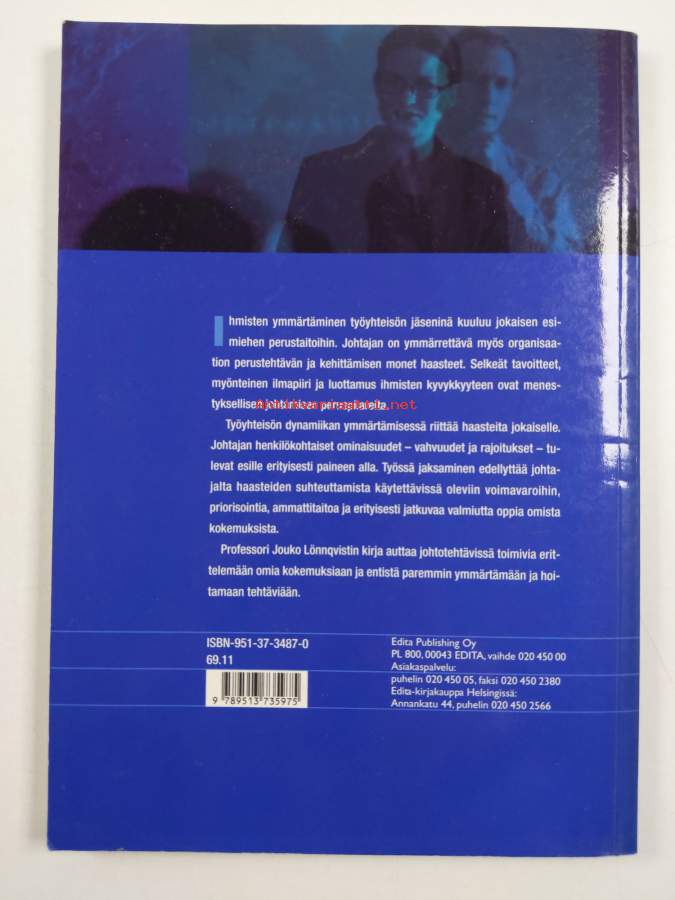 Ihmisten ymmärtäminen työyhteisön jäseninä kuuluu jokaisen esi-
miehen perustaitoihin. Johtajan on ymmärrettävä myös organisaa-
tion perustehtävän ja kehittämisen monet haasteet. Selkeät tavoitteet,
myönteinen ilmapiiri ja luottamus ihmisten kyvykkyyteen ovat menes-
tyksellisen johtamisen peruspilareita.
Työyhteisön dynamiikan ymmärtämisessä riittää haasteita jokaiselle.
Johtajan henkilökohtaiset ominaisuudet – vahvuudet ja rajoitukset – tu-
levat esille erityisesti paineen alla. Työssä jaksaminen edellyttää johta-
jalta haasteiden suhteuttamista käytettävissä oleviin voimavaroihin,
priorisointia, ammattitaitoa ja erityisesti jatkuvaa valmiutta oppia omista
kokemuksista.
Professori Jouko Lönnqvistin kirja auttaa johtotehtävissä toimivia erit-
telemään omia kokemuksiaan ja entistä paremmin ymmärtämään ja hoi-
tamaan tehtäviään.
ISBN-951-37-3487-0
69.11
9 789513 735975
Edita Publishing Oy
PL 800, 00043 EDITA, vaihde 020 450 00
Asiakaspalvelu:
puhelin 020 450 05, faksi 020 450 2380
Edita-kirjakauppa Helsingissä:
Annankatu 44, puhelin 020 450 2566